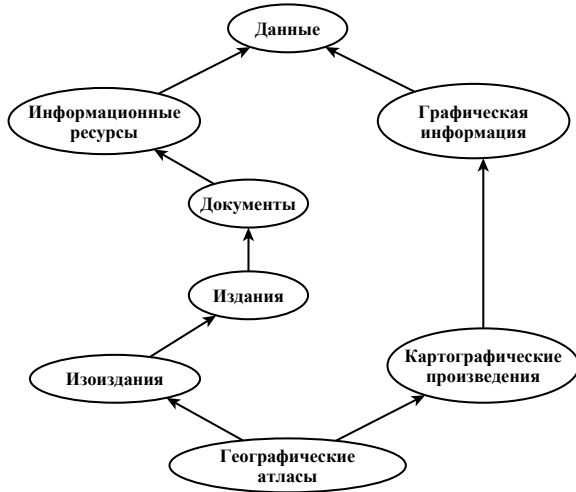 Данные
Информационные
ресурсы
Графическая
информация
Документы
Издания
Изоиздания
Картографические
произведения
Географические
атласы